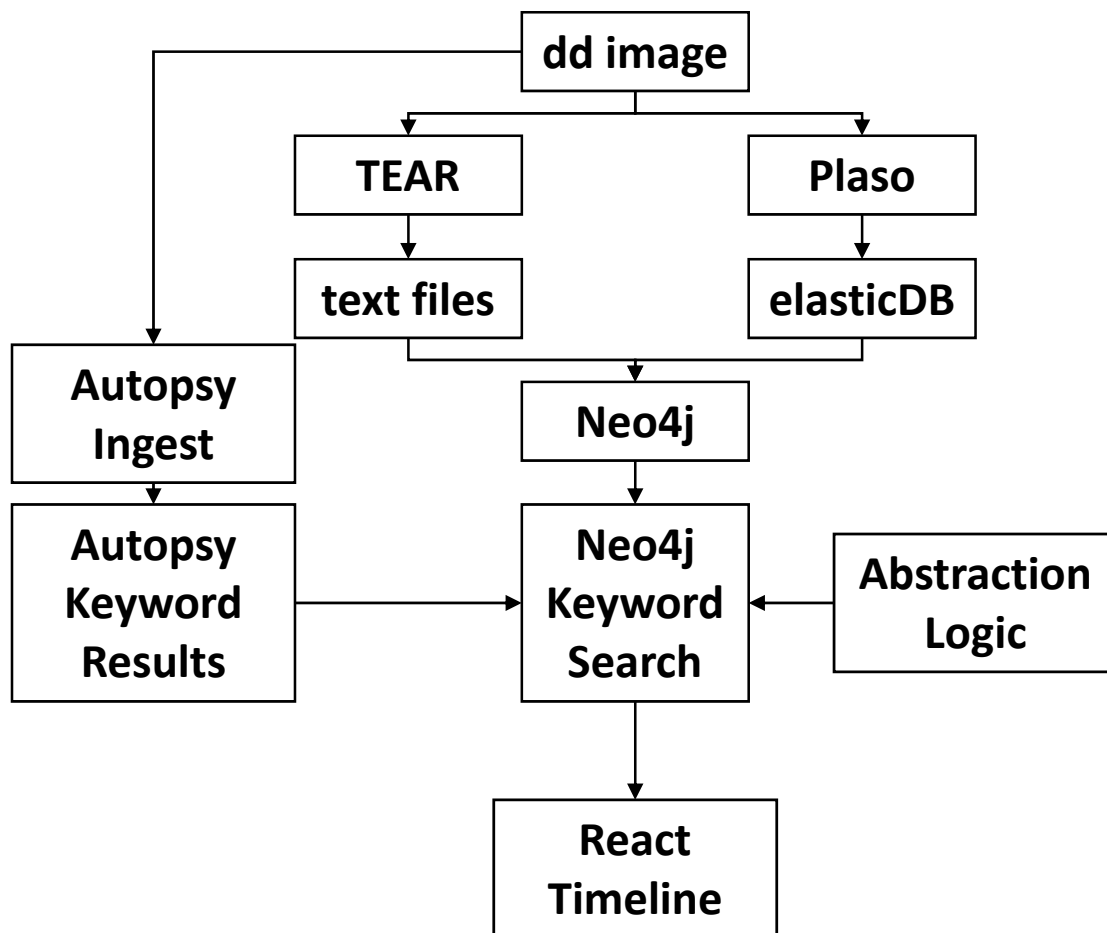 dd image
TEAR
Plaso
text files
elasticDB
Autopsy
Ingest
Neo4j
Autopsy
Keyword
Results
Neo4j
Keyword
Search
Abstraction
Logic
React
Timeline